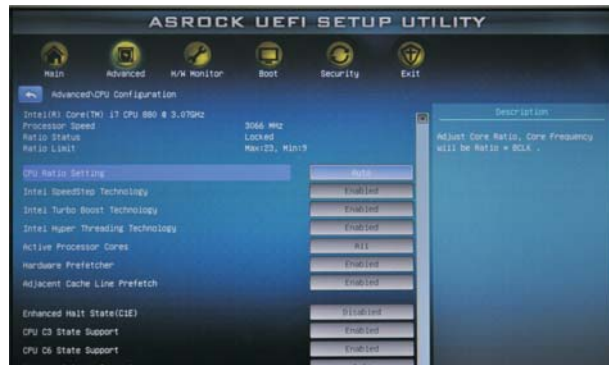 ASROCK UEFI SETUP UTILITY
Main Advanced H/W Monitor Boot Security Exit
Advanced\CPU Configuration
Intel(R) Core(TM) i7 CPU 880 @ 3.07GHz
Processor Speed 3066 MHz
Ratio Status Locked
Ratio Limit Max:23, Min:9
CPU Ratio Setting Auto
Intel SpeedStep Technology Enabled
Intel Turbo Boost Technology Enabled
Intel Hyper Threading Technology Enabled
Active Processor Cores All
Hardware Prefetcher Enabled
Adjacent Cache Line Prefetch Enabled
Enhanced Halt State(C1E) Disabled
CPU C3 State Support Enabled
CPU C6 State Support Enabled
Description
Adjust Core Ratio, Core Frequency
will be Ratio * BCLK .